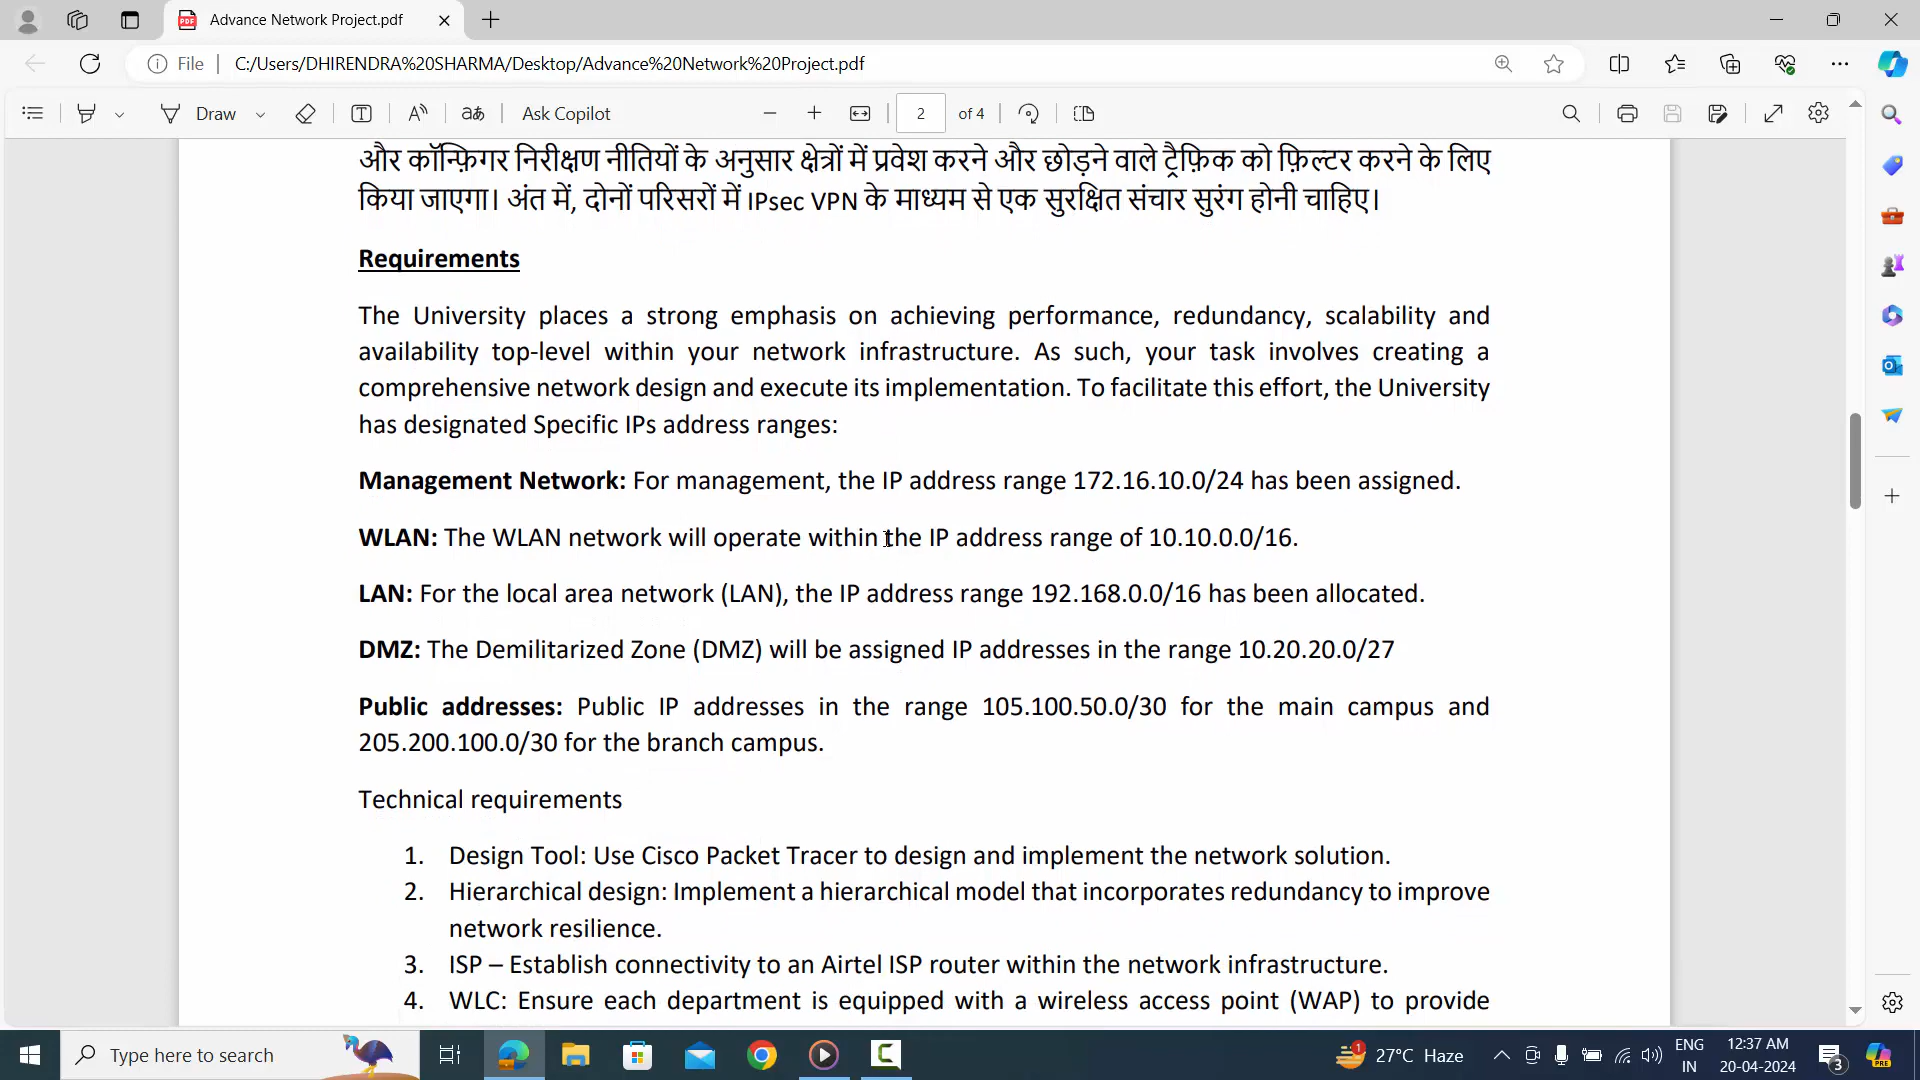 Advance Network Project.pdf
File
C:/Users/DHIRENDRA%20SHARMA/Desktop/Advance%20Network%20Project.pdf
Draw
aあ
Ask Copilot
2 of 4
और कॉन्फ़िगर निरीक्षण नीतियों के अनुसार क्षेत्रों में प्रवेश करने और छोड़ने वाले ट्रैफ़िक को फ़िल्टर करने के लिए
किया जाएगा। अंत में, दोनों परिसरों में IPsec VPN के माध्यम से एक सुरक्षित संचार सुरंग होनी चाहिए।
Requirements
The University places a strong emphasis on achieving performance, redundancy, scalability and
availability top-level within your network infrastructure. As such, your task involves creating a
comprehensive network design and execute its implementation. To facilitate this effort, the University
has designated Specific IPs address ranges:
Management Network: For management, the IP address range 172.16.10.0/24 has been assigned.
WLAN: The WLAN network will operate within the IP address range of 10.10.0.0/16.
LAN: For the local area network (LAN), the IP address range 192.168.0.0/16 has been allocated.
DMZ: The Demilitarized Zone (DMZ) will be assigned IP addresses in the range 10.20.20.0/27
Public addresses: Public IP addresses in the range 105.100.50.0/30 for the main campus and
205.200.100.0/30 for the branch campus.
Technical requirements
1. Design Tool: Use Cisco Packet Tracer to design and implement the network solution.
2. Hierarchical design: Implement a hierarchical model that incorporates redundancy to improve
network resilience.
3. ISP – Establish connectivity to an Airtel ISP router within the network infrastructure.
4. WLC: Ensure each department is equipped with a wireless access point (WAP) to provide
Type here to search
1
27°C Haze
ENG
IN
12:37 AM
20-04-2024
3
PRE